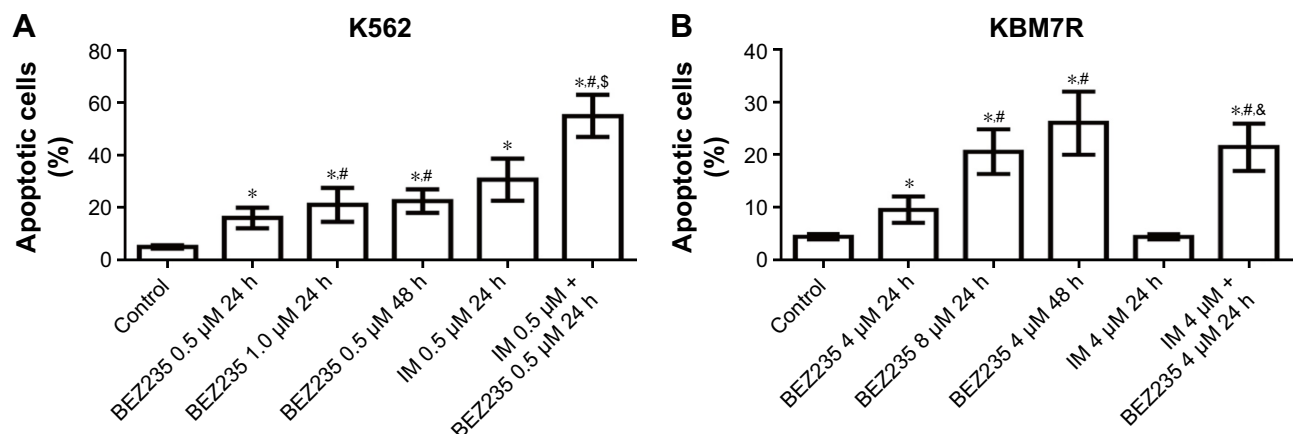 A
K562
Apoptotic cells
(%)
80
60
40
20
0
*
*,#
*,#
*
*,#,$
Control
BEZ235 0.5 µM 24 h
BEZ235 1.0 µM 24 h
BEZ235 0.5 µM 48 h
IM 0.5 µM 24 h
IM 0.5 µM +
BEZ235 0.5 µM 24 h
B
KBM7R
Apoptotic cells
(%)
40
30
20
10
0
*
*,#
*,#
*,#,&
Control
BEZ235 4 µM 24 h
BEZ235 8 µM 24 h
BEZ235 4 µM 48 h
IM 4 µM 24 h
IM 4 µM +
BEZ235 4 µM 24 h